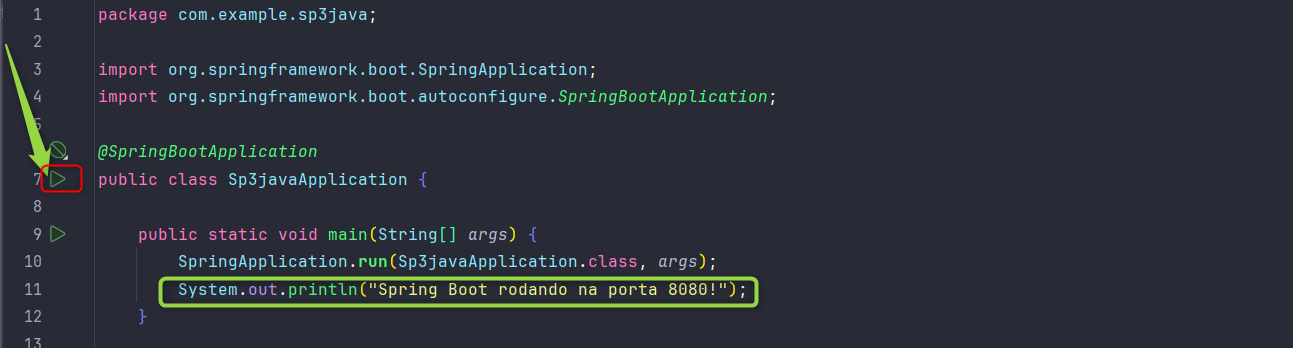 1 package com.example.sp3java;
2
3 import org.springframework.boot.SpringApplication;
4 import org.springframework.boot.autoconfigure.SpringBootApplication;
5
@SpringBootApplication
7 public class Sp3javaApplication {
8
9 public static void main(String[] args) {
10 SpringApplication.run(Sp3javaApplication.class, args);
11 System.out.println("Spring Boot rodando na porta 8080!");
12 }
13